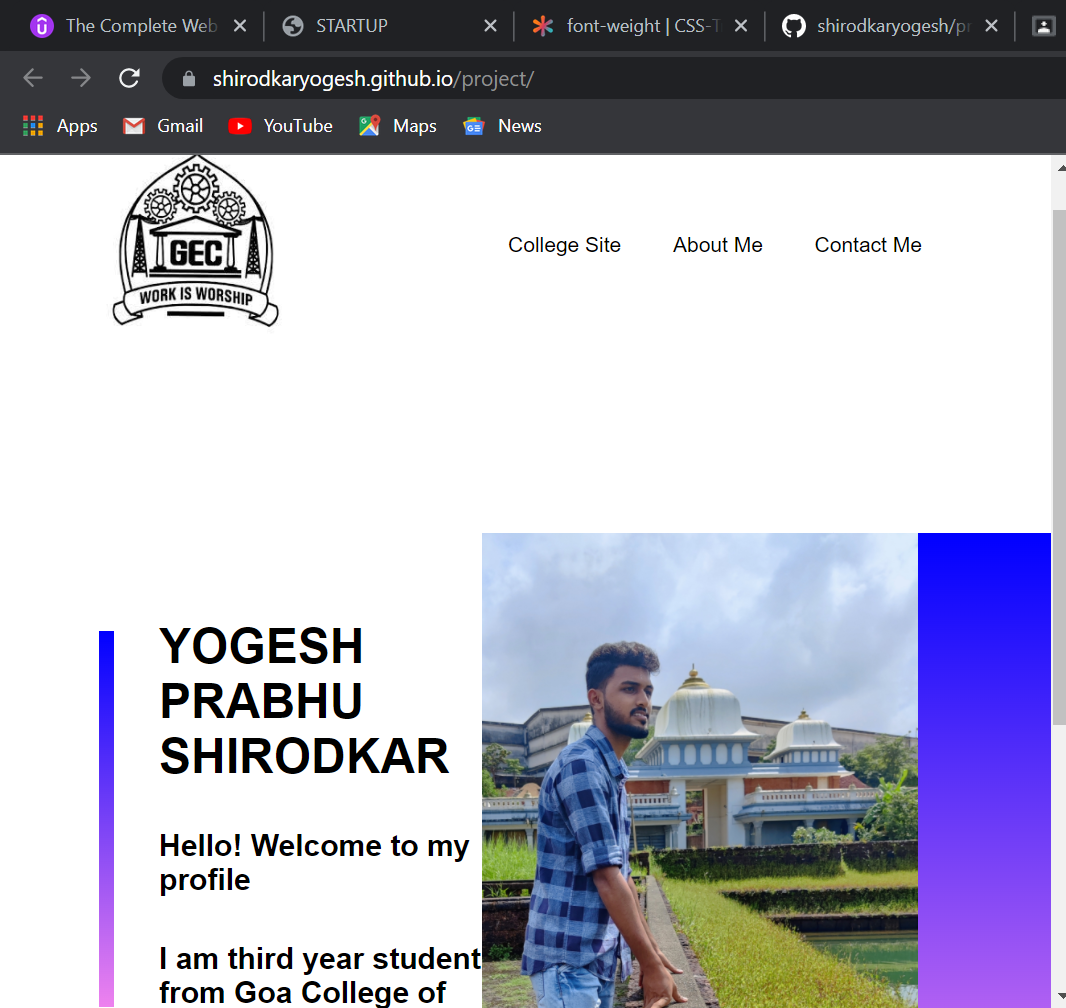 The Complete Web
STARTUP
font-weight | CSS-T
shirodkaryogesh/pr
shirodkaryogesh.github.io/project/
Apps
Gmail
YouTube
Maps
GE
News
GEC
WORK IS WORSHIP
College Site
About Me
Contact Me
YOGESH
PRABHU
SHIRODKAR
Hello! Welcome to my
profile
I am third year student
from Goa College of